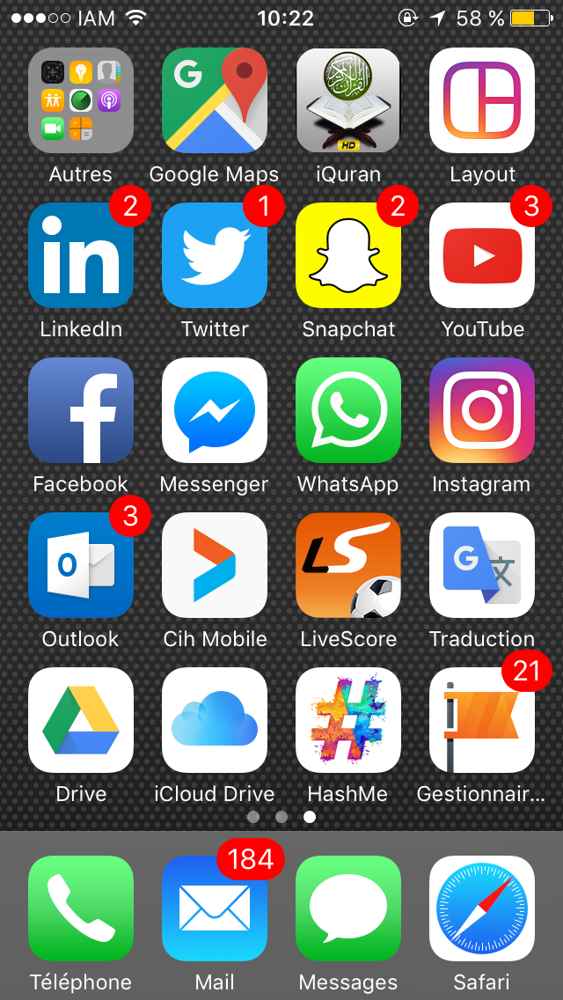 IAM 10:22 58 %
Autres Google Maps iQuran Layout
2 1 2 3
LinkedIn Twitter Snapchat YouTube
Facebook Messenger WhatsApp Instagram
3
Outlook Cih Mobile LiveScore Traduction
21
Drive iCloud Drive HashMe Gestionnair...
184
Téléphone Mail Messages Safari